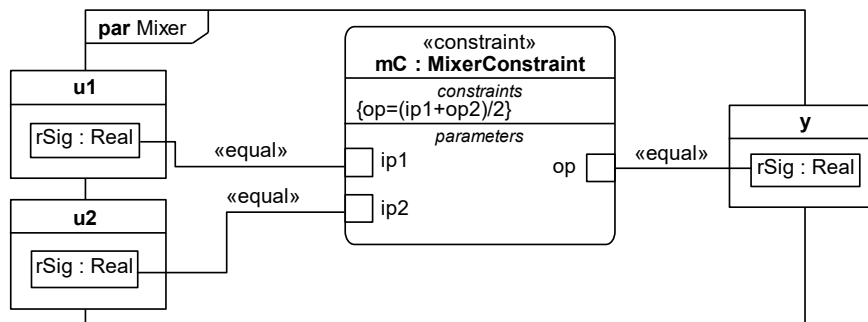 par Mixer
«constraint»
mC : MixerConstraint
constraints
{op=(ip1+op2)/2}
parameters
u1
rSig : Real
«equal»
ip1
op
«equal»
y
rSig : Real
u2
rSig : Real
«equal»
ip2